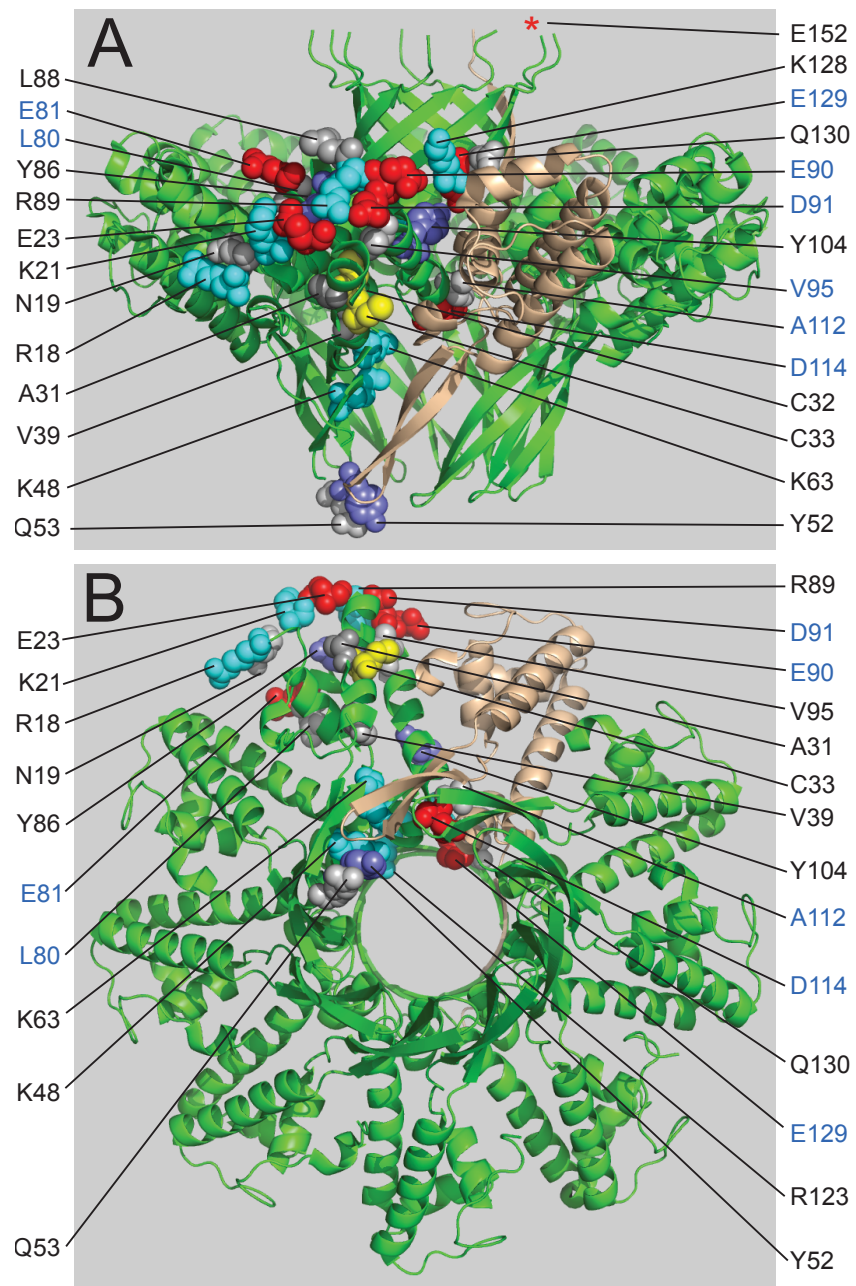 A
*
L88
E81
L80
Y86
R89
E23
K21
N19
R18
A31
V39
K48
Q53
E152
K128
E129
Q130
E90
D91
Y104
V95
A112
D114
C32
C33
K63
Y52
B
E23
K21
R18
N19
Y86
E81
L80
K63
K48
Q53
R89
D91
E90
V95
A31
C33
V39
Y104
A112
D114
Q130
E129
R123
Y52